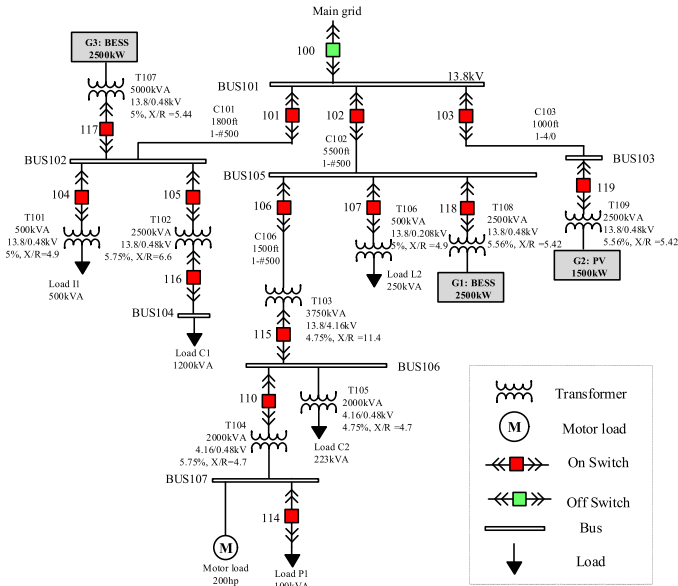 Main grid
100
G3: BESS
2500kW
T107
5000kVA
13.8/0.48kV
5%, X/R =5.44
117
BUS101
13.8kV
C101
1800ft
1-#500
101
102
103
C103
1000ft
1-4/0
C102
5500ft
1-#500
BUS102
BUS105
BUS103
104
105
106
107
118
119
T101
500kVA
13.8/0.48kV
5%, X/R=4.9
T102
2500kVA
13.8/0.48kV
5.75%, X/R=6.6
C106
1500ft
1-#500
T106
500kVA
13.8/0.208kV
5%, X/R =4.9
T108
2500kVA
13.8/0.48kV
5.56%, X/R =5.42
T109
2500kVA
13.8/0.48kV
5.56%, X/R =5.42
Load I1
500kVA
116
Load L2
250kVA
G1: BESS
2500kW
G2: PV
1500kW
BUS104
Load C1
1200kVA
T103
3750kVA
13.8/4.16kV
4.75%, X/R =11.4
115
BUS106
110
T104
2000kVA
4.16/0.48kV
5.75%, X/R=4.7
T105
2000kVA
4.16/0.48kV
4.75%, X/R =4.7
Load C2
223kVA
BUS107
114
M
Motor load
200hp
Load P1
100kVA
Transformer
M
Motor load
On Switch
Off Switch
Bus
Load